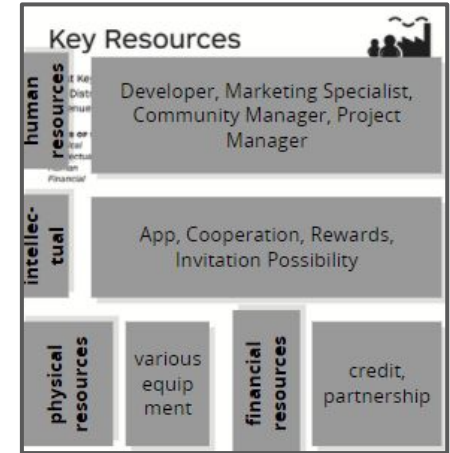 Key Resources
human
resources
Developer, Marketing Specialist,
Community Manager, Project
Manager
Financial
intellec-
tual
App, Cooperation, Rewards,
Invitation Possibility
physical
resources
various
equip
ment
financial
resources
credit,
partnership